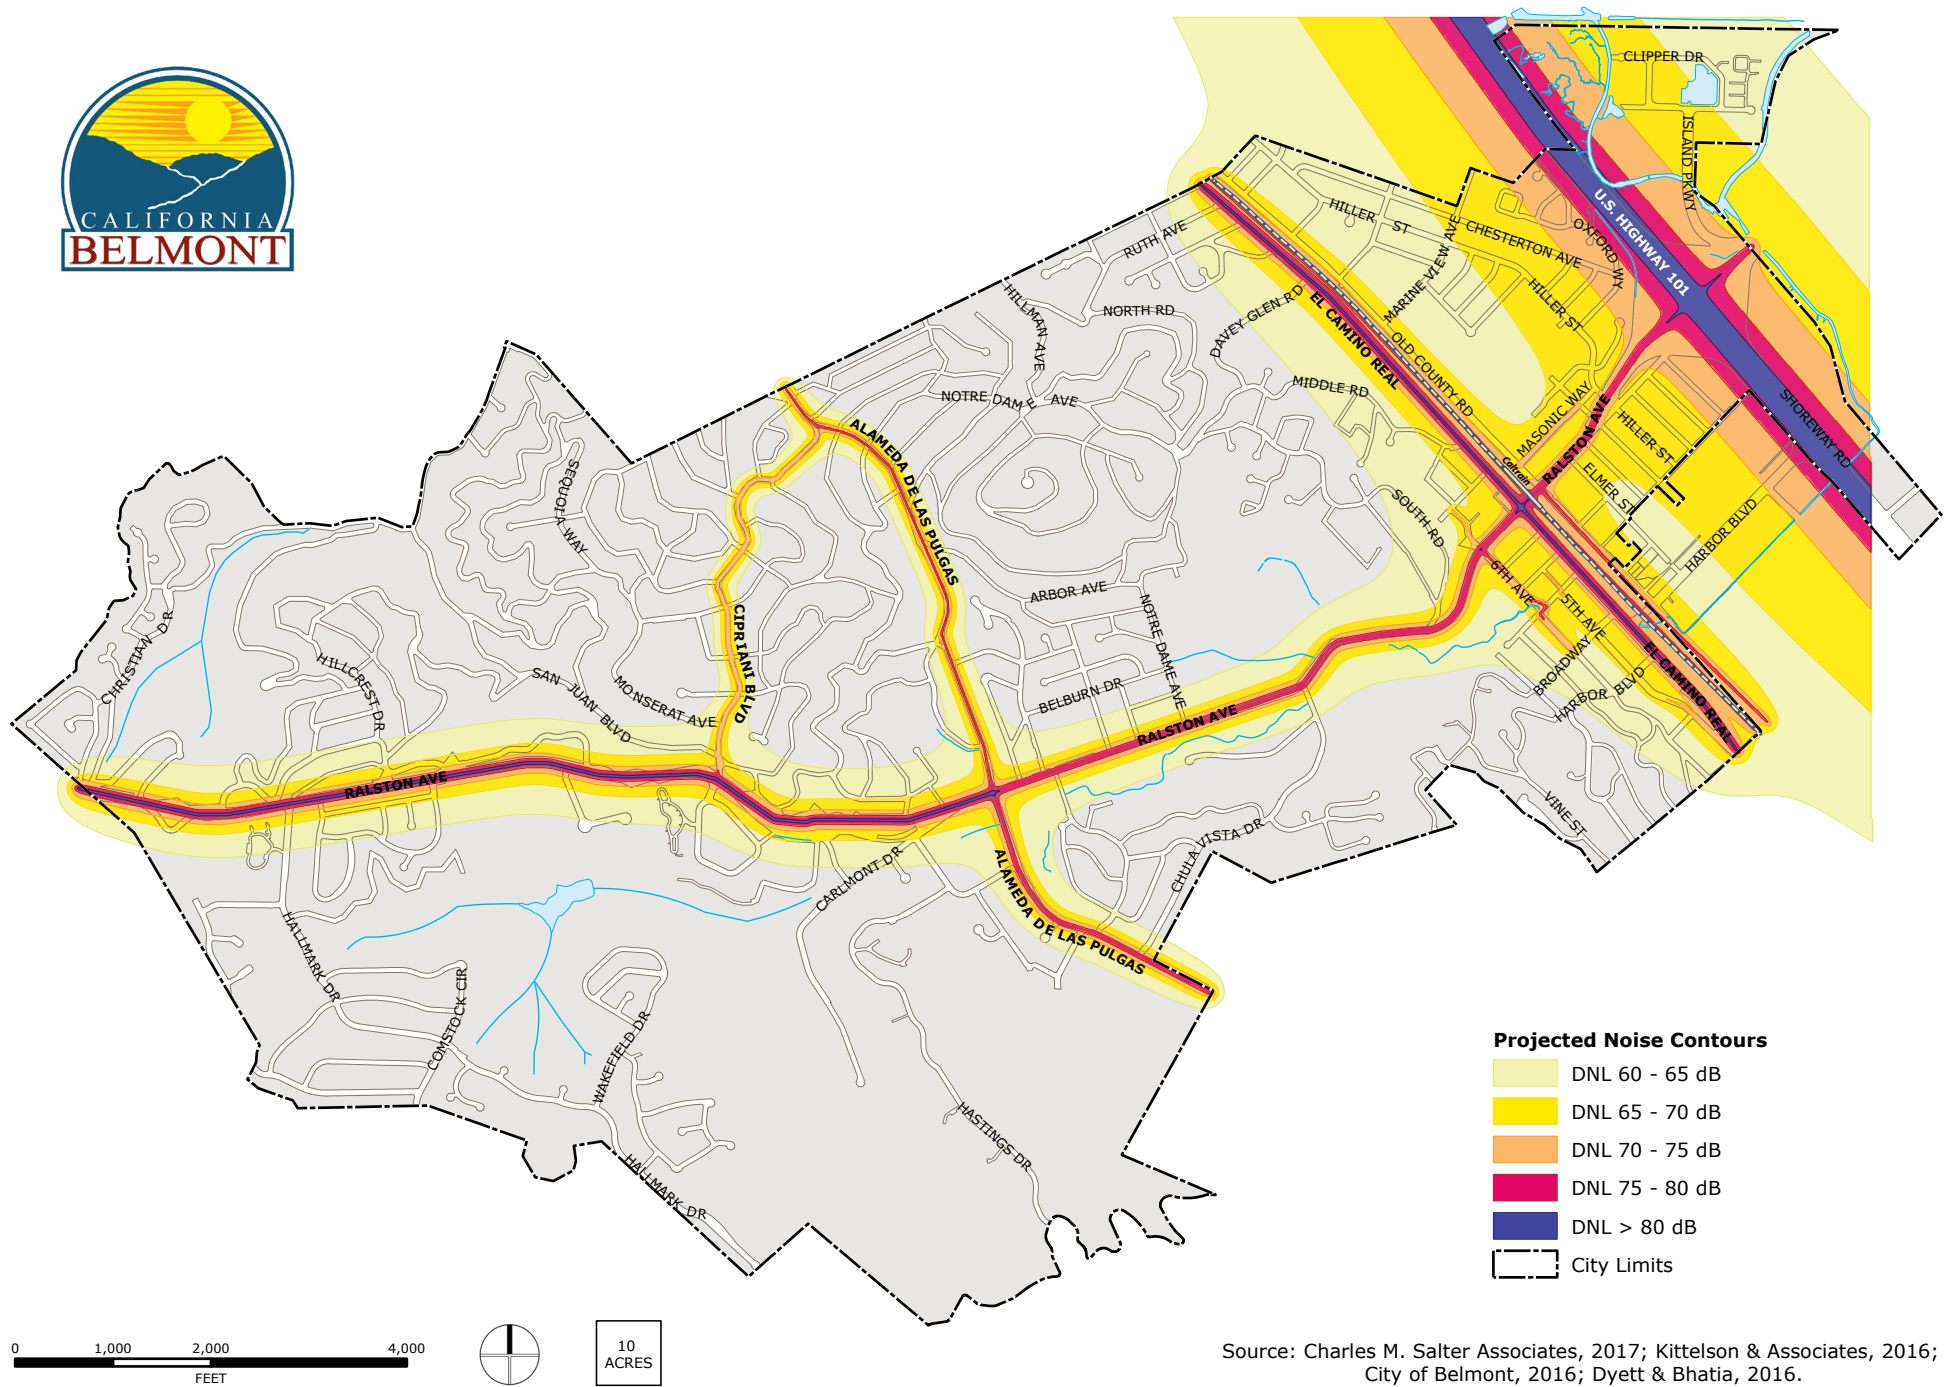 CALIFORNIA
BELMONT
CLIPPER DR
ISLAND PKWY
U.S. HIGHWAY 101
SHOREWAY RD
HILLER ST
CHESTERTON AVE
OXFORD WY
MARINE VIEW AVE
HILLER ST
RUTH AVE
HILLMAN AVE
NORTH RD
DAVEY GLEN RD
EL CAMINO REAL
OLD COUNTY RD
MIDDLE RD
NOTRE DAME AVE
MASONIC WAY
RALSTON AVE
HILLER ST
ELMER ST
HARBOR BLVD
Caltrain
SOUTH RD
6TH AVE
5TH AVE
BROADWAY
HARBOR BLVD
EL CAMINO REAL
VINE ST
ALAMEDA DE LAS PULGAS
SEQUOIA WAY
CIPRIANI BLVD
ARBOR AVE
NOTRE DAME AVE
BELBURN DR
RALSTON AVE
CHRISTIAN DR
HILLCREST DR
SAN JUAN BLVD
MONSERAT AVE
RALSTON AVE
CARLMONT DR
CHULA VISTA DR
ALAMEDA DE LAS PULGAS
HALLMARK DR
COMSTOCK CIR
WAKEFIELD DR
HASTINGS DR
HALLMARK DR
Projected Noise Contours
DNL 60 - 65 dB
DNL 65 - 70 dB
DNL 70 - 75 dB
DNL 75 - 80 dB
DNL > 80 dB
City Limits
0 1,000 2,000 4,000
FEET
10
ACRES
Source: Charles M. Salter Associates, 2017; Kittelson & Associates, 2016;
City of Belmont, 2016; Dyett & Bhatia, 2016.